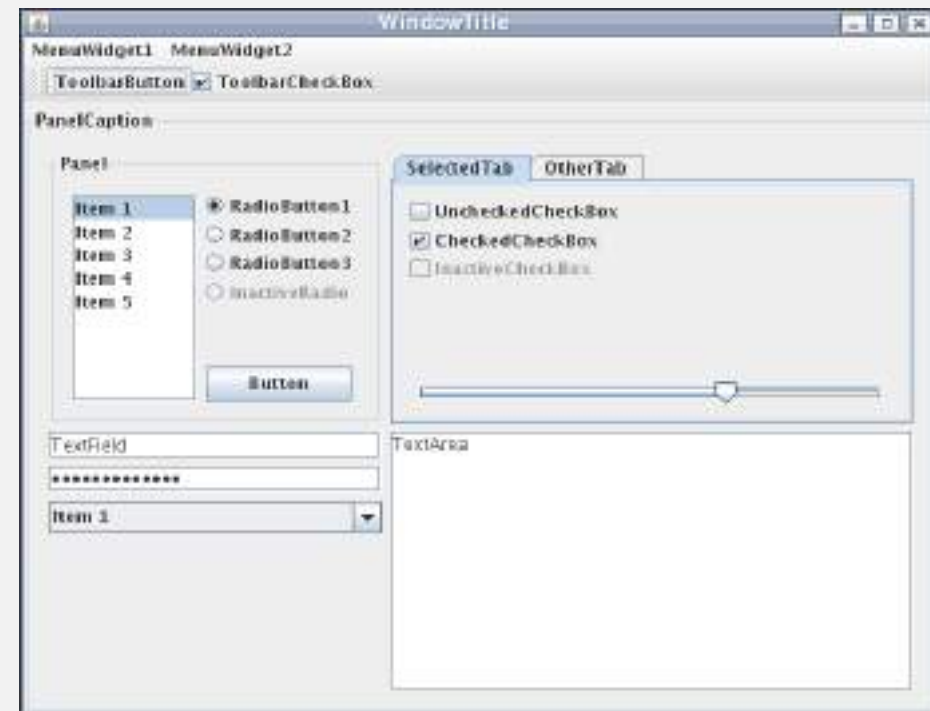 WindowTitle
MenuWidget1 MenuWidget2
ToolbarButton ToolbarCheckBox
PanelCaption
Panel
Item 1
Item 2
Item 3
Item 4
Item 5
RadioButton1
RadioButton2
RadioButton3
InactiveRadio
Button
SelectedTab OtherTab
UncheckedCheckBox
CheckedCheckBox
InactiveCheckBox
TextField
•••••••••••••
Item 1
TextArea